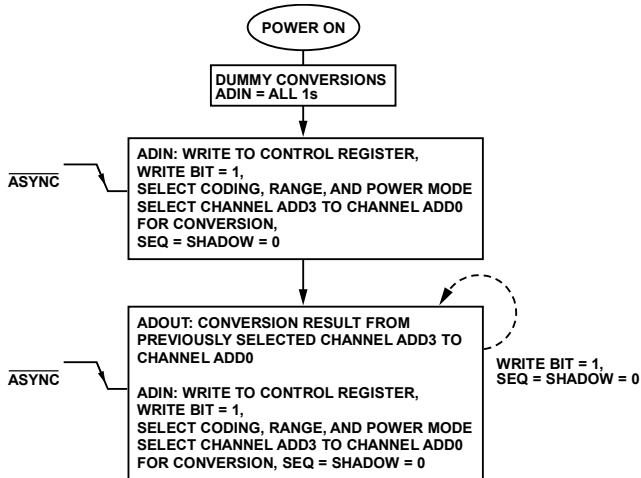 POWER ON
DUMMY CONVERSIONS
ADIN = ALL 1s
ASYNC
ADIN: WRITE TO CONTROL REGISTER,
WRITE BIT = 1,
SELECT CODING, RANGE, AND POWER MODE
SELECT CHANNEL ADD3 TO CHANNEL ADD0
FOR CONVERSION,
SEQ = SHADOW = 0
ASYNC
ADOUT: CONVERSION RESULT FROM
PREVIOUSLY SELECTED CHANNEL ADD3 TO
CHANNEL ADD0
ADIN: WRITE TO CONTROL REGISTER,
WRITE BIT = 1,
SELECT CODING, RANGE, AND POWER MODE
SELECT CHANNEL ADD3 TO CHANNEL ADD0
FOR CONVERSION, SEQ = SHADOW = 0
WRITE BIT = 1,
SEQ = SHADOW = 0